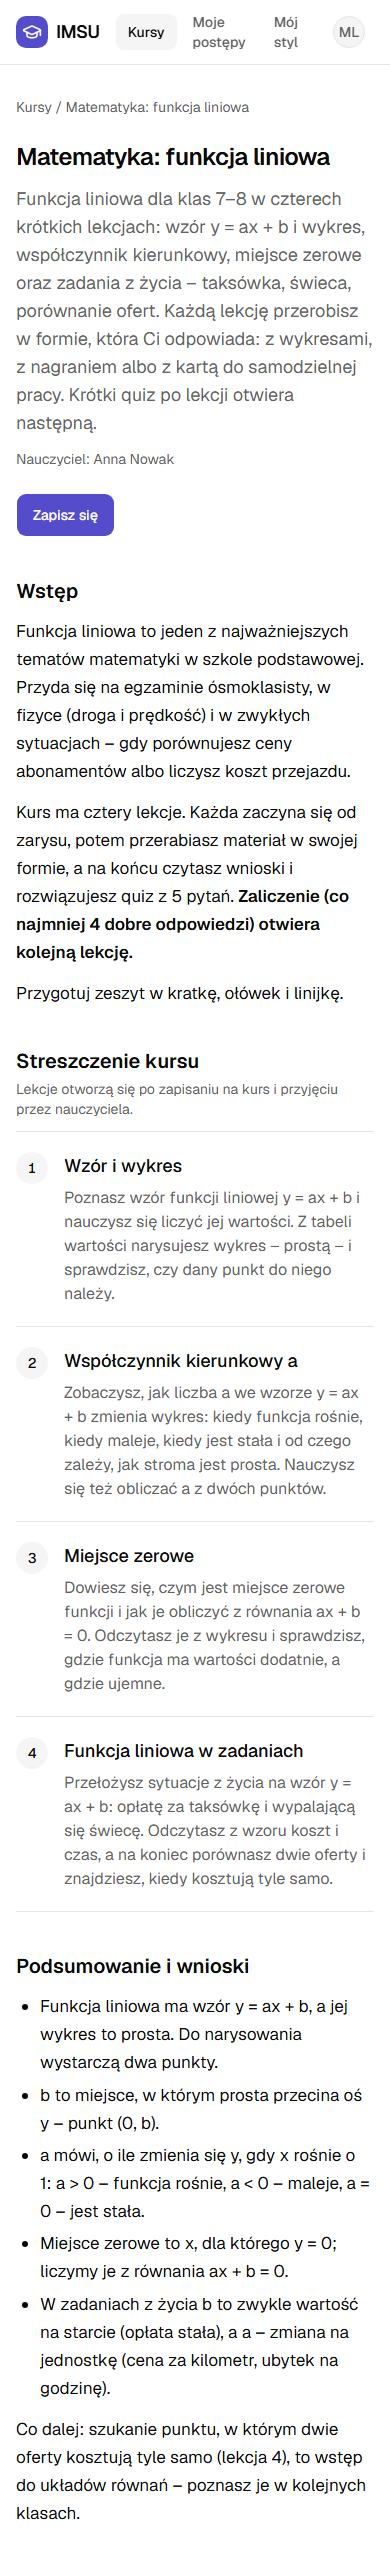 IMSU
Kursy
Moje
postępy
Mój
styl
ML
Kursy / Matematyka: funkcja liniowa
Matematyka: funkcja liniowa
Funkcja liniowa dla klas 7–8 w czterech
krótkich lekcjach: wzór y = ax + b i wykres,
współczynnik kierunkowy, miejsce zerowe
oraz zadania z życia – taksówka, świeca,
porównanie ofert. Każdą lekcję przerobisz
w formie, która Ci odpowiada: z wykresami,
z nagraniem albo z kartą do samodzielnej
pracy. Krótki quiz po lekcji otwiera
następną.
Nauczyciel: Anna Nowak
Zapisz się
Wstęp
Funkcja liniowa to jeden z najważniejszych
tematów matematyki w szkole podstawowej.
Przyda się na egzaminie ósmoklasisty, w
fizyce (droga i prędkość) i w zwykłych
sytuacjach – gdy porównujesz ceny
abonamentów albo liczysz koszt przejazdu.
Kurs ma cztery lekcje. Każda zaczyna się od
zarysu, potem przerabiasz materiał w swojej
formie, a na końcu czytasz wnioski i
rozwiązujesz quiz z 5 pytań. Zaliczenie (co
najmniej 4 dobre odpowiedzi) otwiera
kolejną lekcję.
Przygotuj zeszyt w kratkę, ołówek i linijkę.
Streszczenie kursu
Lekcje otworzą się po zapisaniu na kurs i przyjęciu
przez nauczyciela.
1
Wzór i wykres
Poznasz wzór funkcji liniowej y = ax + b i
nauczysz się liczyć jej wartości. Z tabeli
wartości narysujesz wykres – prostą – i
sprawdzisz, czy dany punkt do niego
należy.
2
Współczynnik kierunkowy a
Zobaczysz, jak liczba a we wzorze y = ax
+ b zmienia wykres: kiedy funkcja rośnie,
kiedy maleje, kiedy jest stała i od czego
zależy, jak stroma jest prosta. Nauczysz
się też obliczać a z dwóch punktów.
3
Miejsce zerowe
Dowiesz się, czym jest miejsce zerowe
funkcji i jak je obliczyć z równania ax + b
= 0. Odczytasz je z wykresu i sprawdzisz,
gdzie funkcja ma wartości dodatnie, a
gdzie ujemne.
4
Funkcja liniowa w zadaniach
Przełożysz sytuacje z życia na wzór y =
ax + b: opłatę za taksówkę i wypalającą
się świecę. Odczytasz z wzoru koszt i
czas, a na koniec porównasz dwie oferty i
znajdziesz, kiedy kosztują tyle samo.
Podsumowanie i wnioski
• Funkcja liniowa ma wzór y = ax + b, a jej
wykres to prosta. Do narysowania
wystarczą dwa punkty.
• b to miejsce, w którym prosta przecina oś
y – punkt (0, b).
• a mówi, o ile zmienia się y, gdy x rośnie o
1: a > 0 – funkcja rośnie, a < 0 – maleje, a =
0 – jest stała.
• Miejsce zerowe to x, dla którego y = 0;
liczymy je z równania ax + b = 0.
• W zadaniach z życia b to zwykle wartość
na starcie (opłata stała), a a – zmiana na
jednostkę (cena za kilometr, ubytek na
godzinę).
Co dalej: szukanie punktu, w którym dwie
oferty kosztują tyle samo (lekcja 4), to wstęp
do układów równań – poznasz je w kolejnych
klasach.